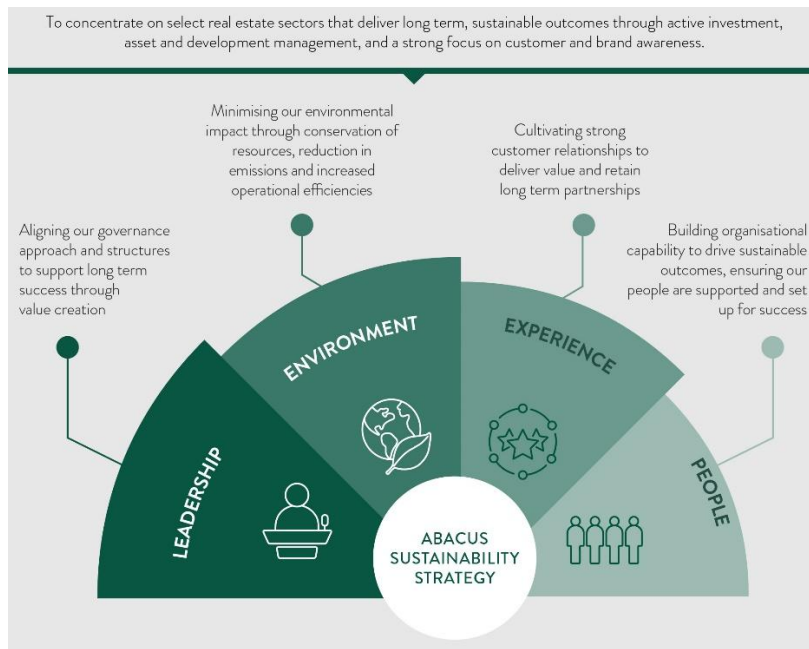 To concentrate on select real estate sectors that deliver long term, sustainable outcomes through active investment,
asset and development management, and a strong focus on customer and brand awareness.
Minimising our environmental
impact through conservation of
resources, reduction in
emissions and increased
operational efficiencies
Cultivating strong
customer relationships to
deliver value and retain
long term partnerships
Aligning our governance
approach and structures
to support long term
success through
value creation
Building organisational
capability to drive sustainable
outcomes, ensuring our
people are supported and set
up for success
LEADERSHIP
ENVIRONMENT
EXPERIENCE
PEOPLE
ABACUS
SUSTAINABILITY
STRATEGY